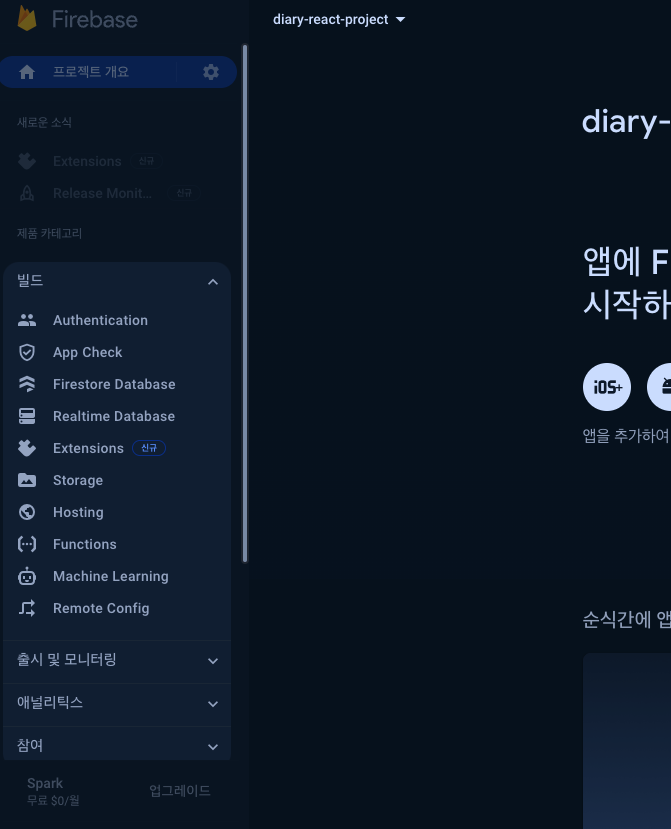 Firebase
diary-react-project
프로젝트 개요
새로운 소식
Extensions 신규
Release Monit... 신규
제품 카테고리
빌드
Authentication
App Check
Firestore Database
Realtime Database
Extensions 신규
Storage
Hosting
Functions
Machine Learning
Remote Config
출시 및 모니터링
애널리틱스
참여
Spark
무료 $0/월
업그레이드
diary-
앱에 F
시작하
iOS+
앱을 추가하여
순식간에 앱